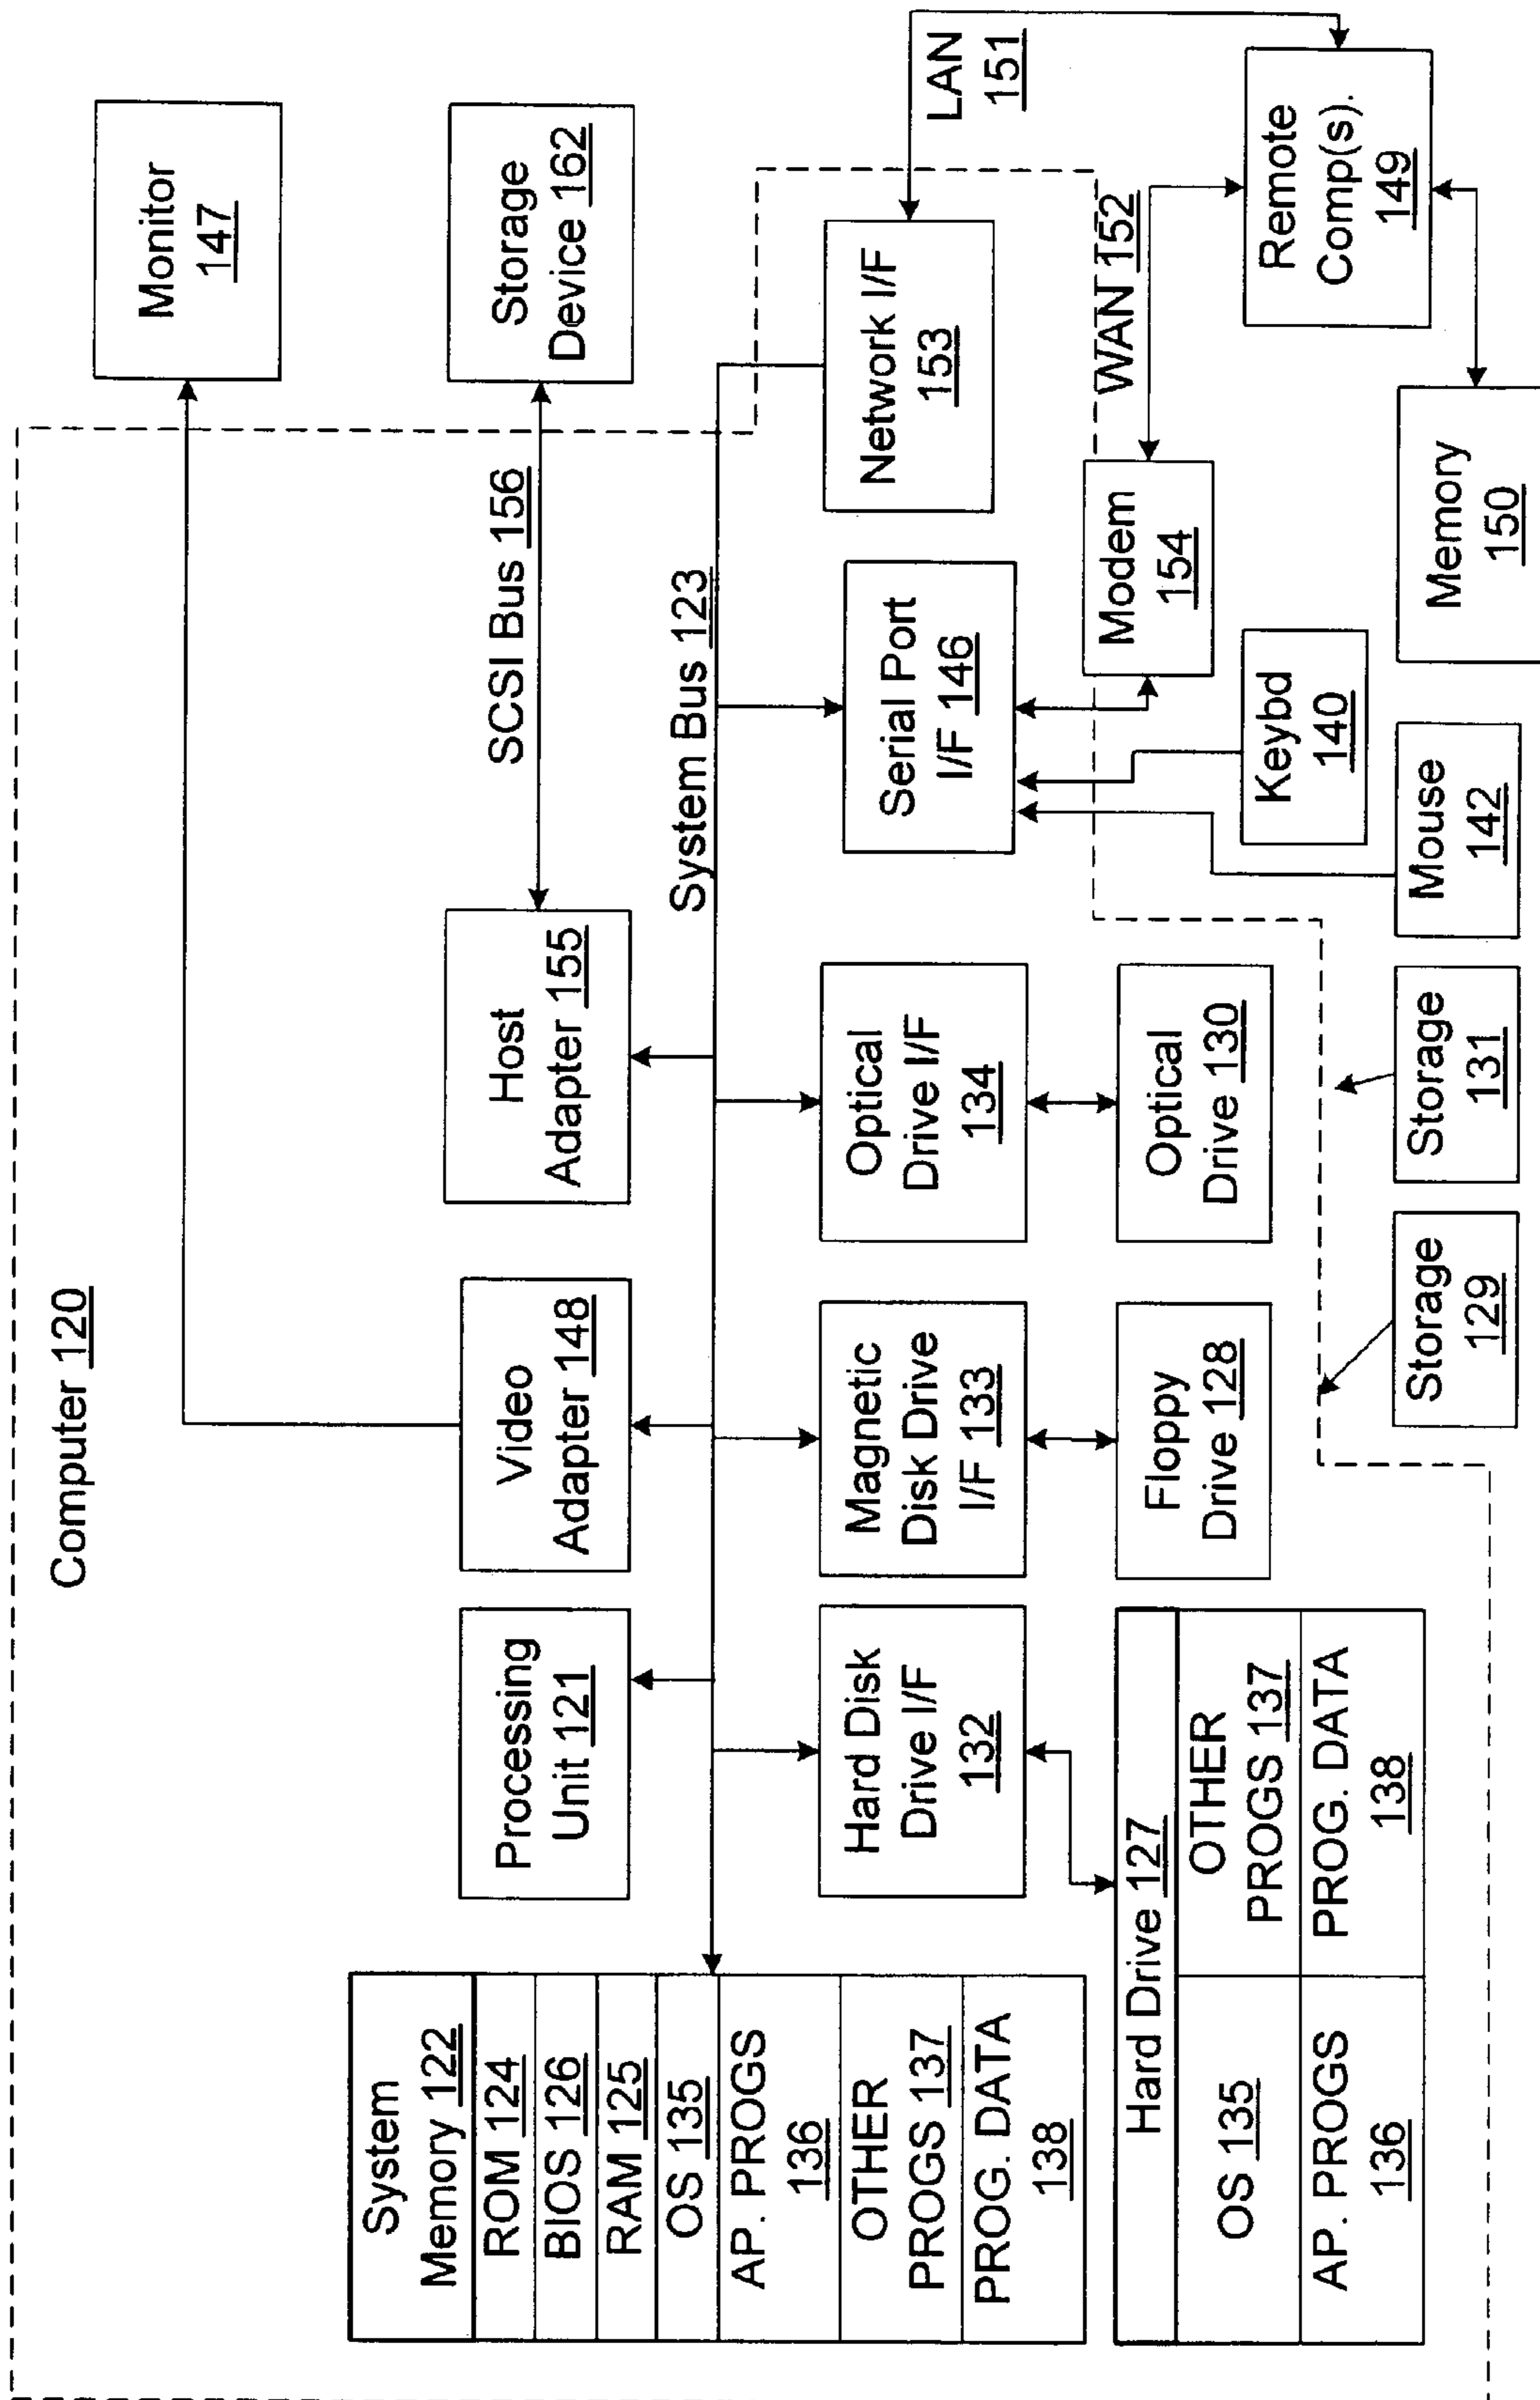 Computer 120
Monitor
147
System
Memory 122
ROM 124
BIOS 126
RAM 125
OS 135
AP. PROGS
136
OTHER
PROGS 137
PROG. DATA
138
Processing
Unit 121
Video
Adapter 148
Host
Adapter 155
SCSI Bus 156
Storage
Device 162
System Bus 123
Hard Disk
Drive I/F
132
Magnetic
Disk Drive
I/F 133
Optical
Drive I/F
134
Serial Port
I/F 146
Network I/F
153
LAN
151
Hard Drive 127
OS 135
OTHER
PROGS 137
AP. PROGS
136
PROG. DATA
138
Floppy
Drive 128
Optical
Drive 130
Modem
154
WAN 152
Remote
Comp(s).
149
Keybd
140
Storage
129
Storage
131
Mouse
142
Memory
150